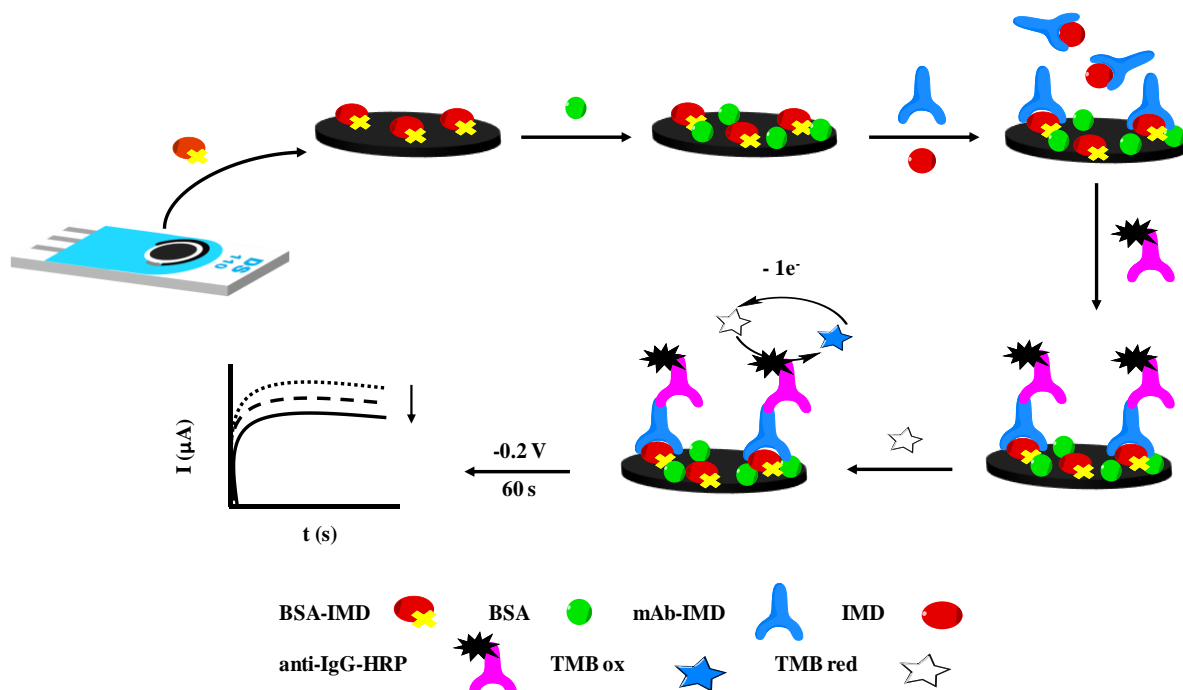 DS
110
- 1e-
I (µA)
-0.2 V
60 s
t (s)
BSA-IMD BSA mAb-IMD IMD
anti-IgG-HRP TMB ox TMB red